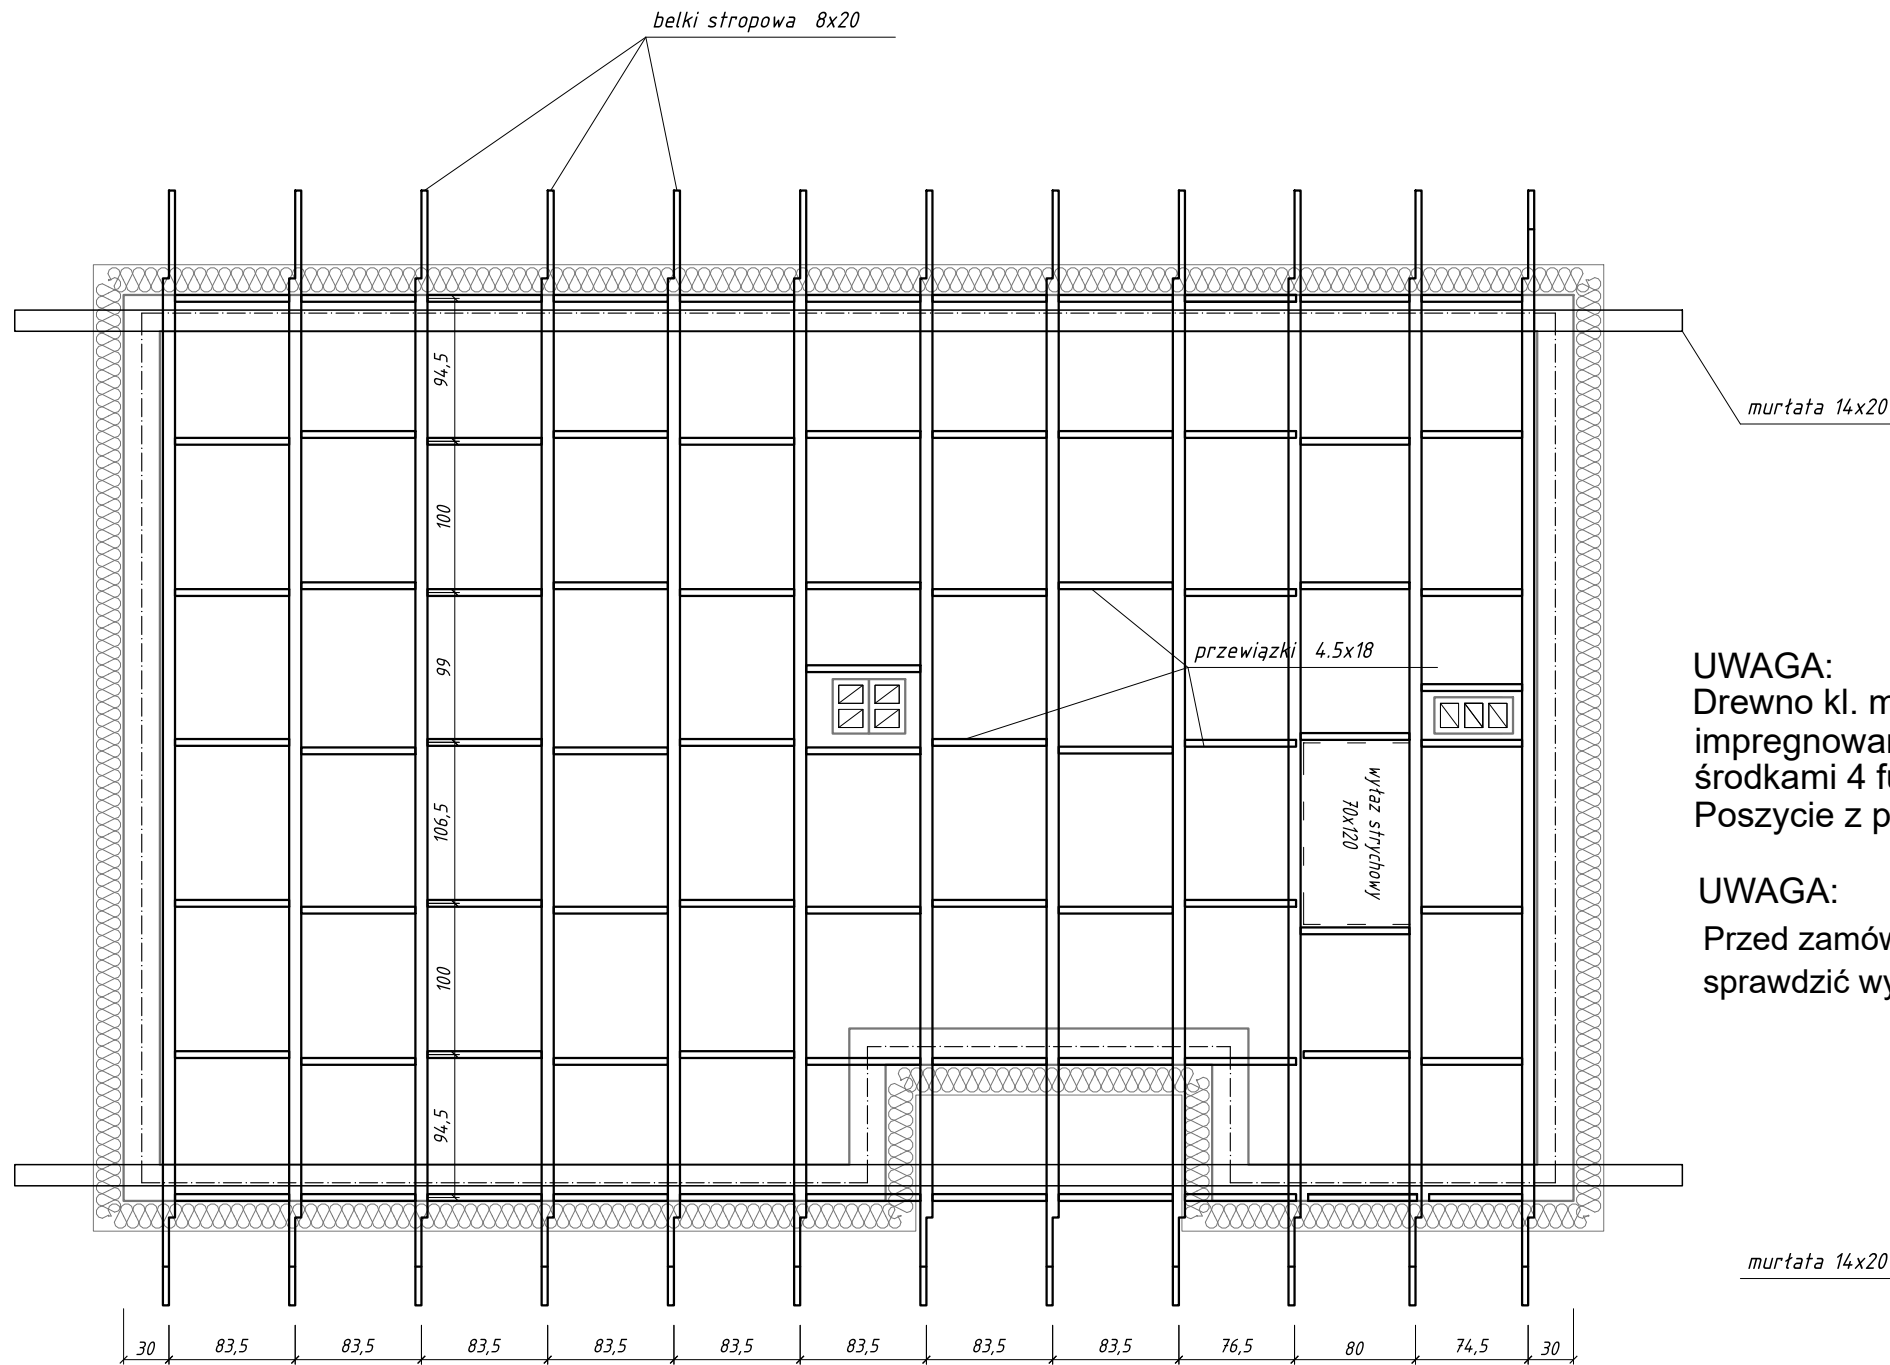 belki stropowa 8x20
murłata 14x20
94,5
100
99
106,5
100
94,5
przewiązki 4.5x18
wyłaz strychowy
70x120
UWAGA:
Drewno kl.
środkami 4
Poszycie z
UWAGA:
Przed
sprawdzić
murłata 14x20
30 83,5 83,5 83,5 83,5 83,5 83,5 83,5 83,5 76,5 80 74,5 30